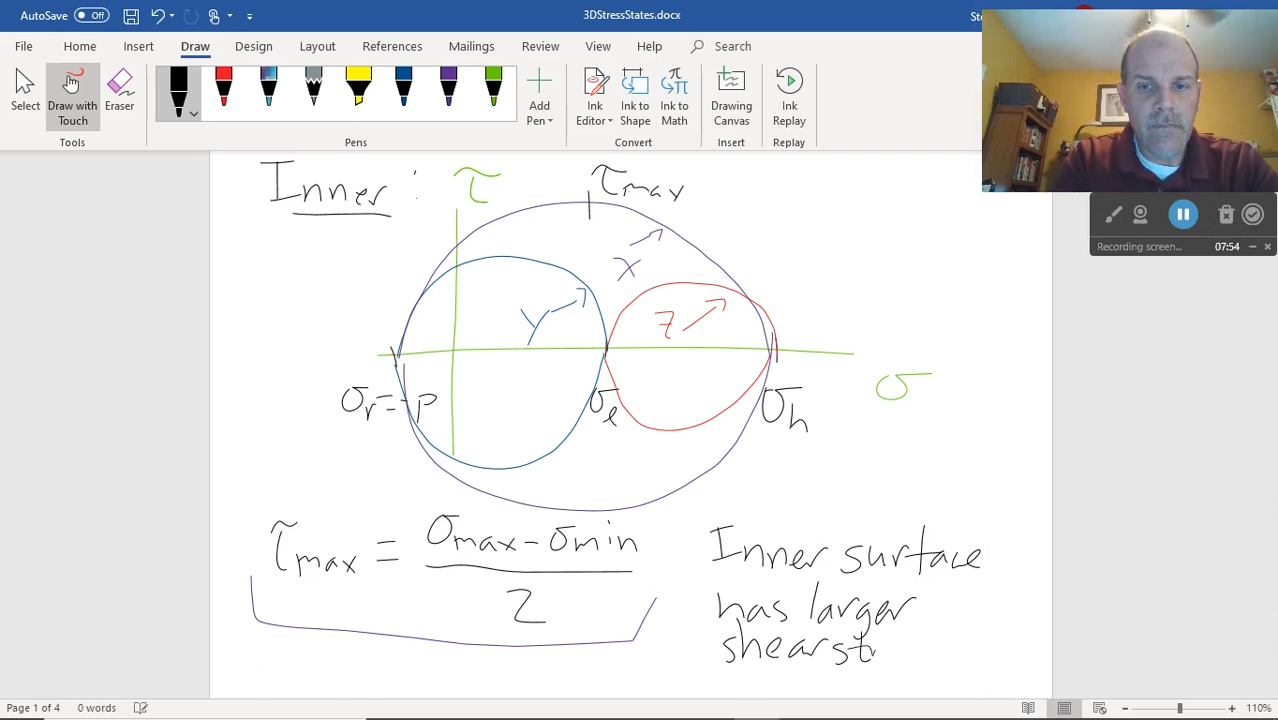 AutoSave Off
3DStressStates.docx
Ste
File Home Insert Draw Design Layout References Mailings Review View Help Search
Select
Draw with Touch
Eraser
Add Pen
Ink Editor
Ink to Shape
Ink to Math
Drawing Canvas
Ink Replay
Tools Pens Convert Insert Replay
Recording screen... 07:54
Inner :
τ
τmax
x
y
z
σr = -p
σl
σh
σ
τmax = σmax - σmin
2
Inner surface
has larger
shear st
Page 1 of 4 0 words 110%